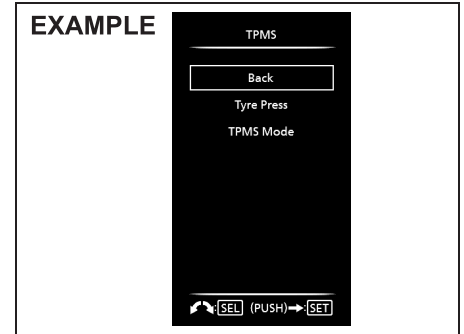 EXAMPLE
TPMS
Back
Tyre Press
TPMS Mode
:SEL (PUSH)➡:SET